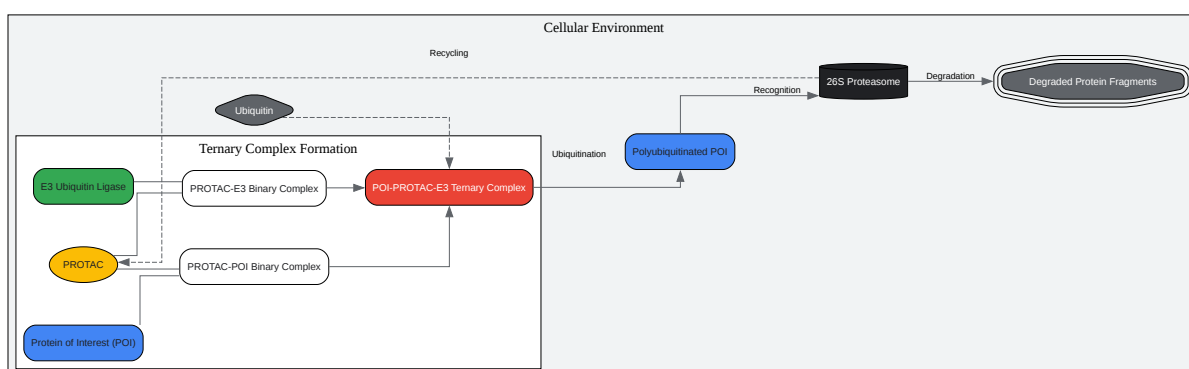 Cellular Environment
Recycling
26S Proteasome
Degradation
Degraded Protein Fragments
Recognition
Ubiquitin
Ternary Complex Formation
Ubiquitination
Polyubiquitinated POI
E3 Ubiquitin Ligase
PROTAC-E3 Binary Complex
POI-PROTAC-E3 Ternary Complex
PROTAC
PROTAC-POI Binary Complex
Protein of Interest (POI)